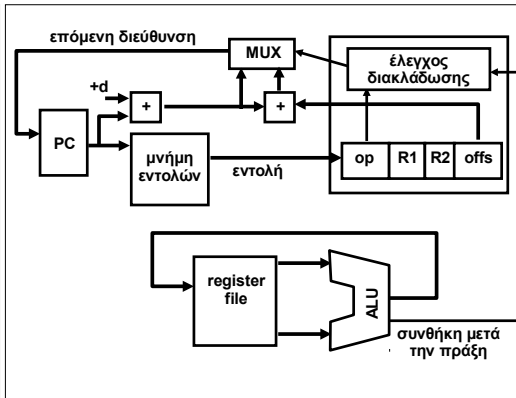 επόμενη διεύθυνση
MUX
έλεγχος
διακλάδωσης
+d
+
+
PC
μνήμη
εντολών
εντολή
op R1 R2 offs
register
file
ALU
συνθήκη μετά
την πράξη